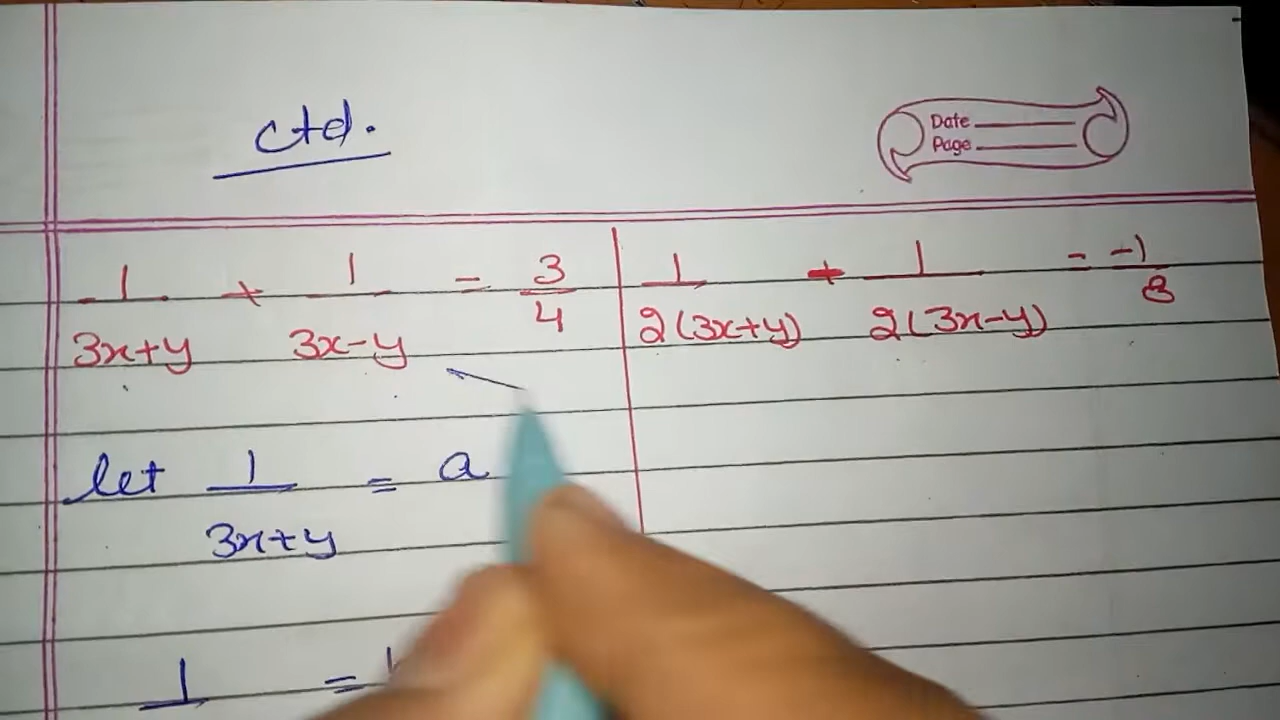 Ctd.
Date
Page
1/3x+y + 1/3x-y = 3/4
1/2(3x+y) + 1/2(3x-y) = -1/8
let 1/3x+y = a
1 =